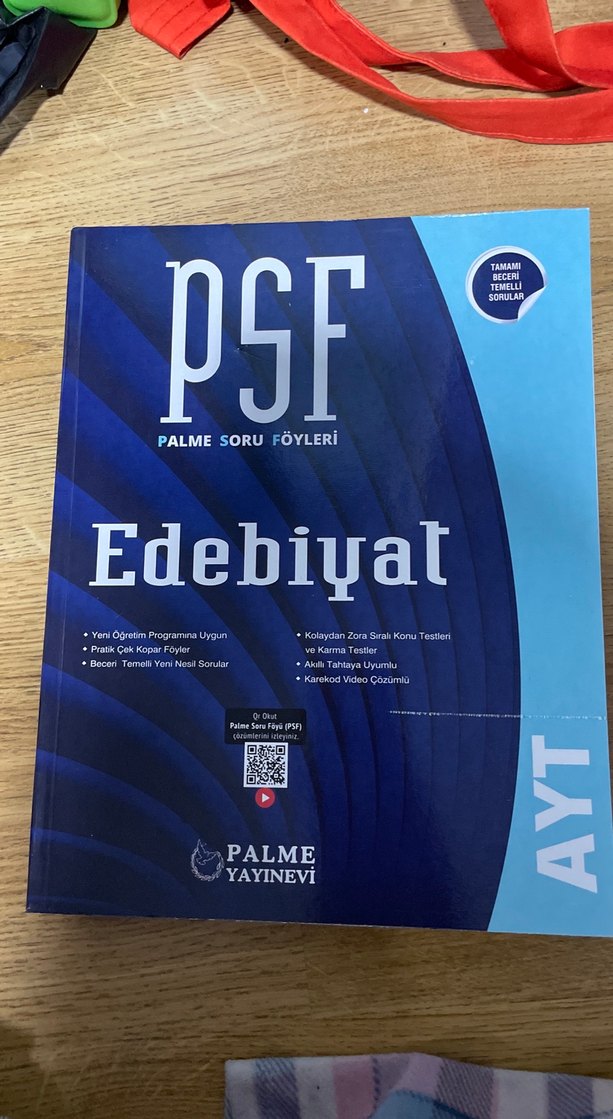 TAMAMI
BECERİ
TEMELLİ
SORULAR
PSF
PALME SORU FÖYLERİ
Edebiyat
• Yeni Öğretim Programına Uygun
• Pratik Çek Kopar Föyler
• Beceri Temelli Yeni Nesil Sorular
• Kolaydan Zora Sıralı Konu Testleri
ve Karma Testler
• Akıllı Tahtaya Uyumlu
• Karekod Video Çözümlü
Qr Okut
Palme Soru Föyü (PSF)
çözümlerini izleyiniz.
AYT
PALME
YAYINEVİ